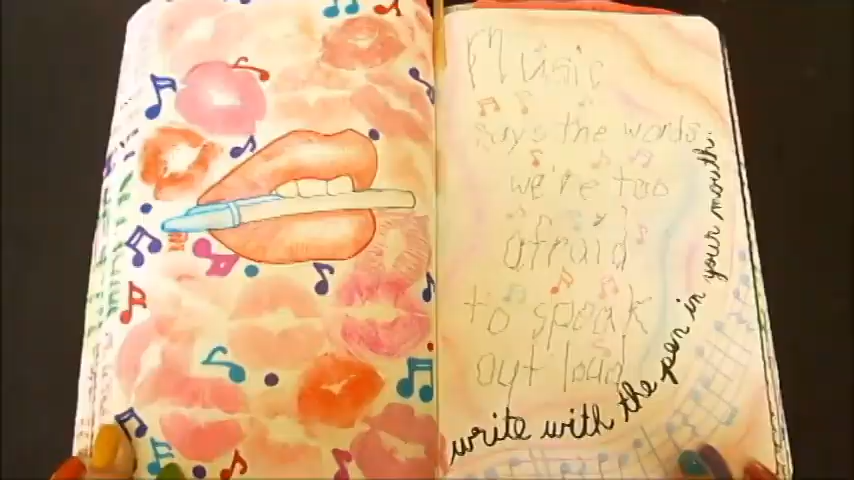 Music
says the words
we're too
afraid
to speak
out loud
write with the pen in your mouth.